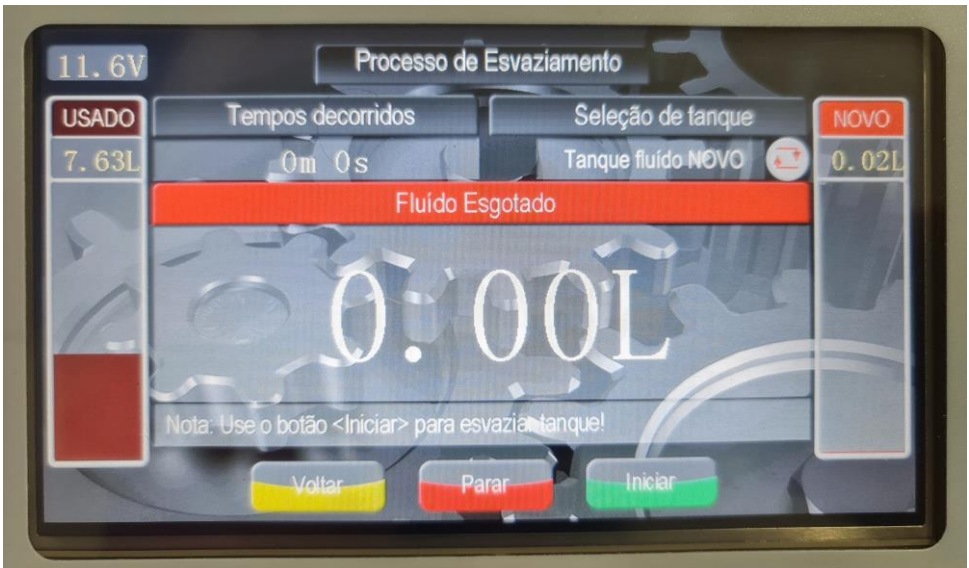 11.6V
Processo de Esvaziamento
USADO
Tempos decorridos
Seleção de tanque
NOVO
7.63L
0m 0s
Tanque fluído NOVO
0.02L
Fluído Esgotado
0.00L
Nota: Use o botão <Iniciar> para esvaziar tanque!
Voltar
Parar
Iniciar